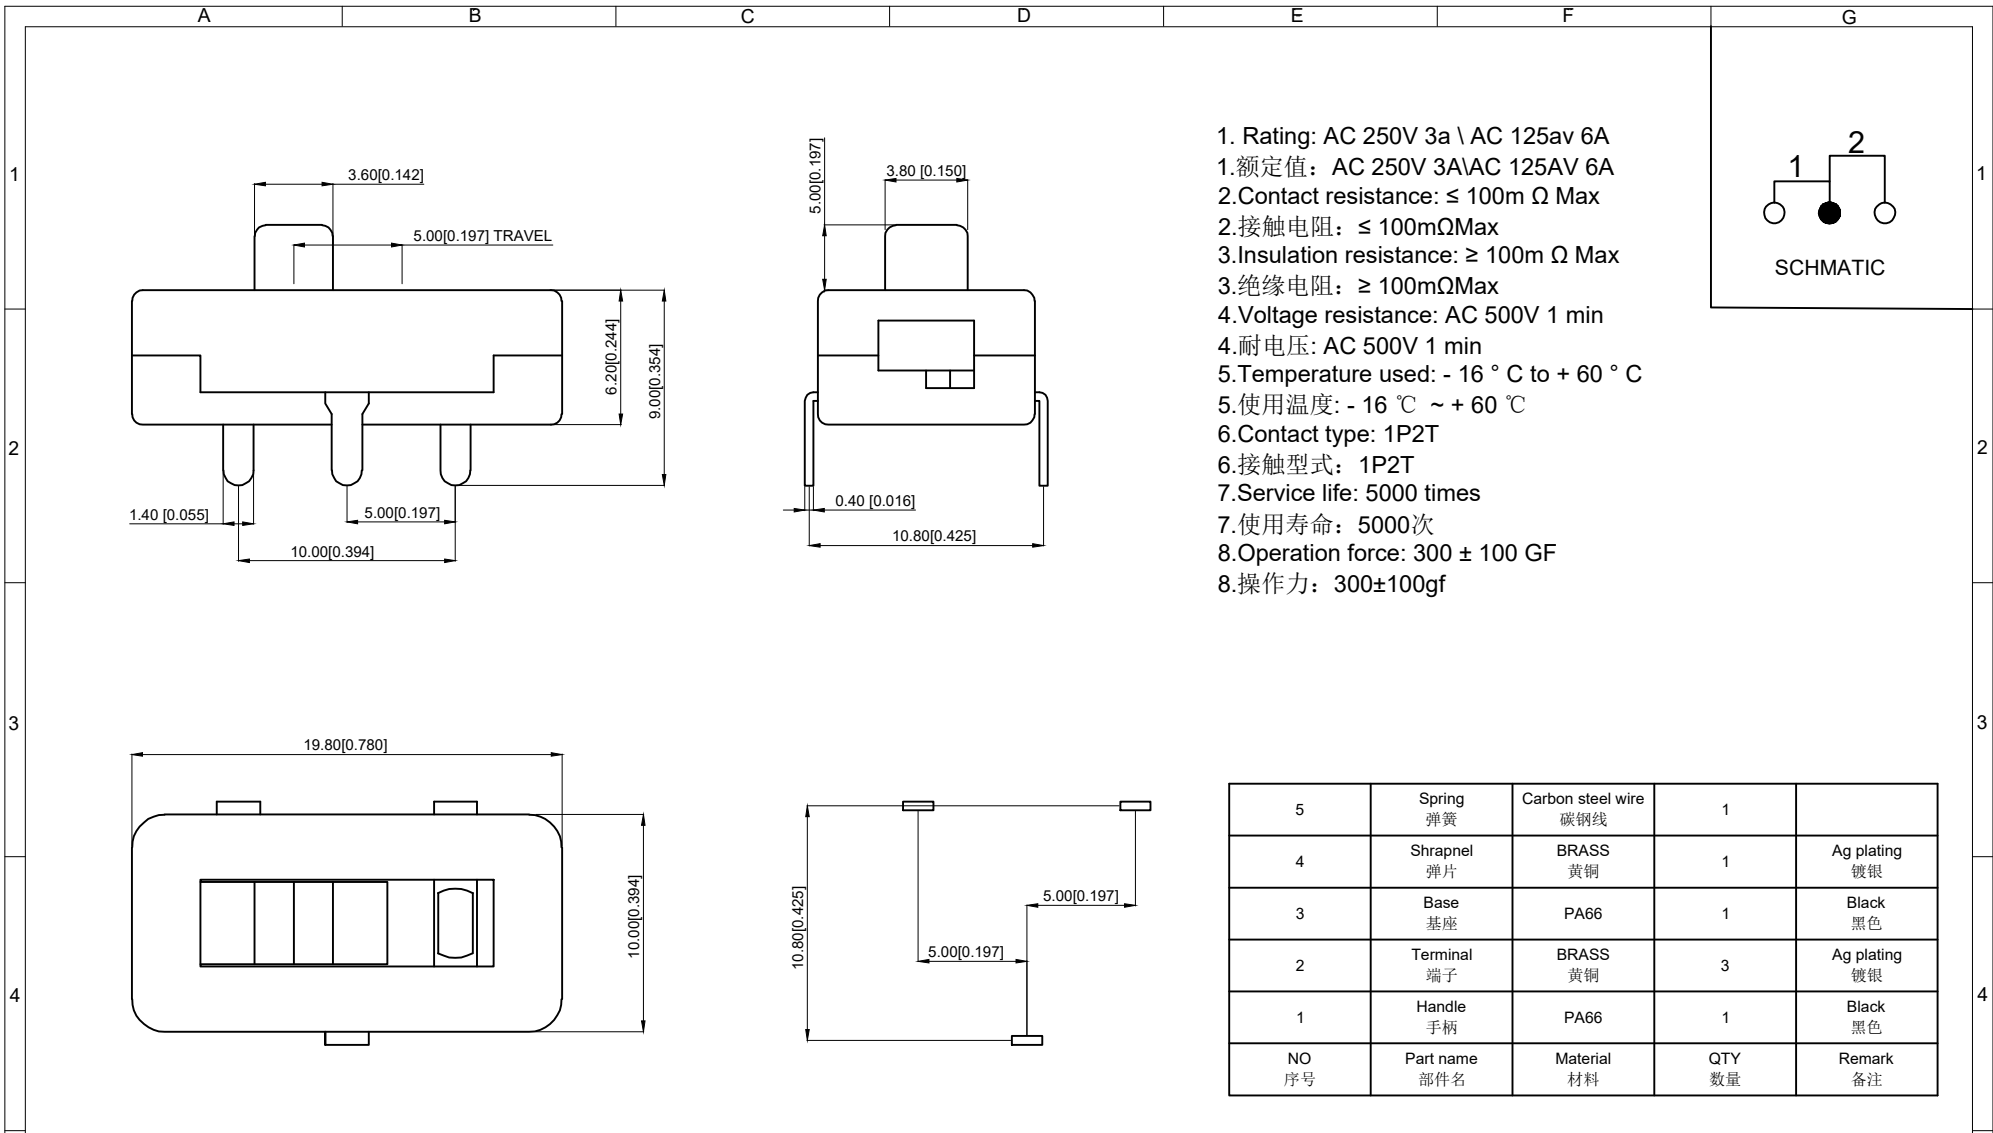 A B C D E F G
1
2
3
4
1
2
3
4
3.60[0.142]
5.00[0.197] TRAVEL
6.20[0.244]
9.00[0.354]
1.40 [0.055]
5.00[0.197]
10.00[0.394]
5.00[0.197]
3.80 [0.150]
0.40 [0.016]
10.80[0.425]
1. Rating: AC 250V 3a \ AC 125av 6A
1.额定值：AC 250V 3A\AC 125AV 6A
2.Contact resistance: ≤ 100m Ω Max
2.接触电阻：≤ 100mΩMax
3.Insulation resistance: ≥ 100m Ω Max
3.绝缘电阻：≥ 100mΩMax
4.Voltage resistance: AC 500V 1 min
4.耐电压: AC 500V 1 min
5.Temperature used: - 16 ° C to + 60 ° C
5.使用温度: - 16 ℃ ~ + 60 ℃
6.Contact type: 1P2T
6.接触型式：1P2T
7.Service life: 5000 times
7.使用寿命：5000次
8.Operation force: 300 ± 100 GF
8.操作力：300±100gf
1 2
SCHMATIC
19.80[0.780]
10.00[0.394]
10.80[0.425]
5.00[0.197]
5.00[0.197]
5 Spring Carbon steel wire 1
弹簧 碳钢线
4 Shrapnel BRASS 1 Ag plating
弹片 黄铜 镀银
3 Base PA66 1 Black
基座 黑色
2 Terminal BRASS 3 Ag plating
端子 黄铜 镀银
1 Handle PA66 1 Black
手柄 黑色
NO Part name Material QTY Remark
序号 部件名 材料 数量 备注